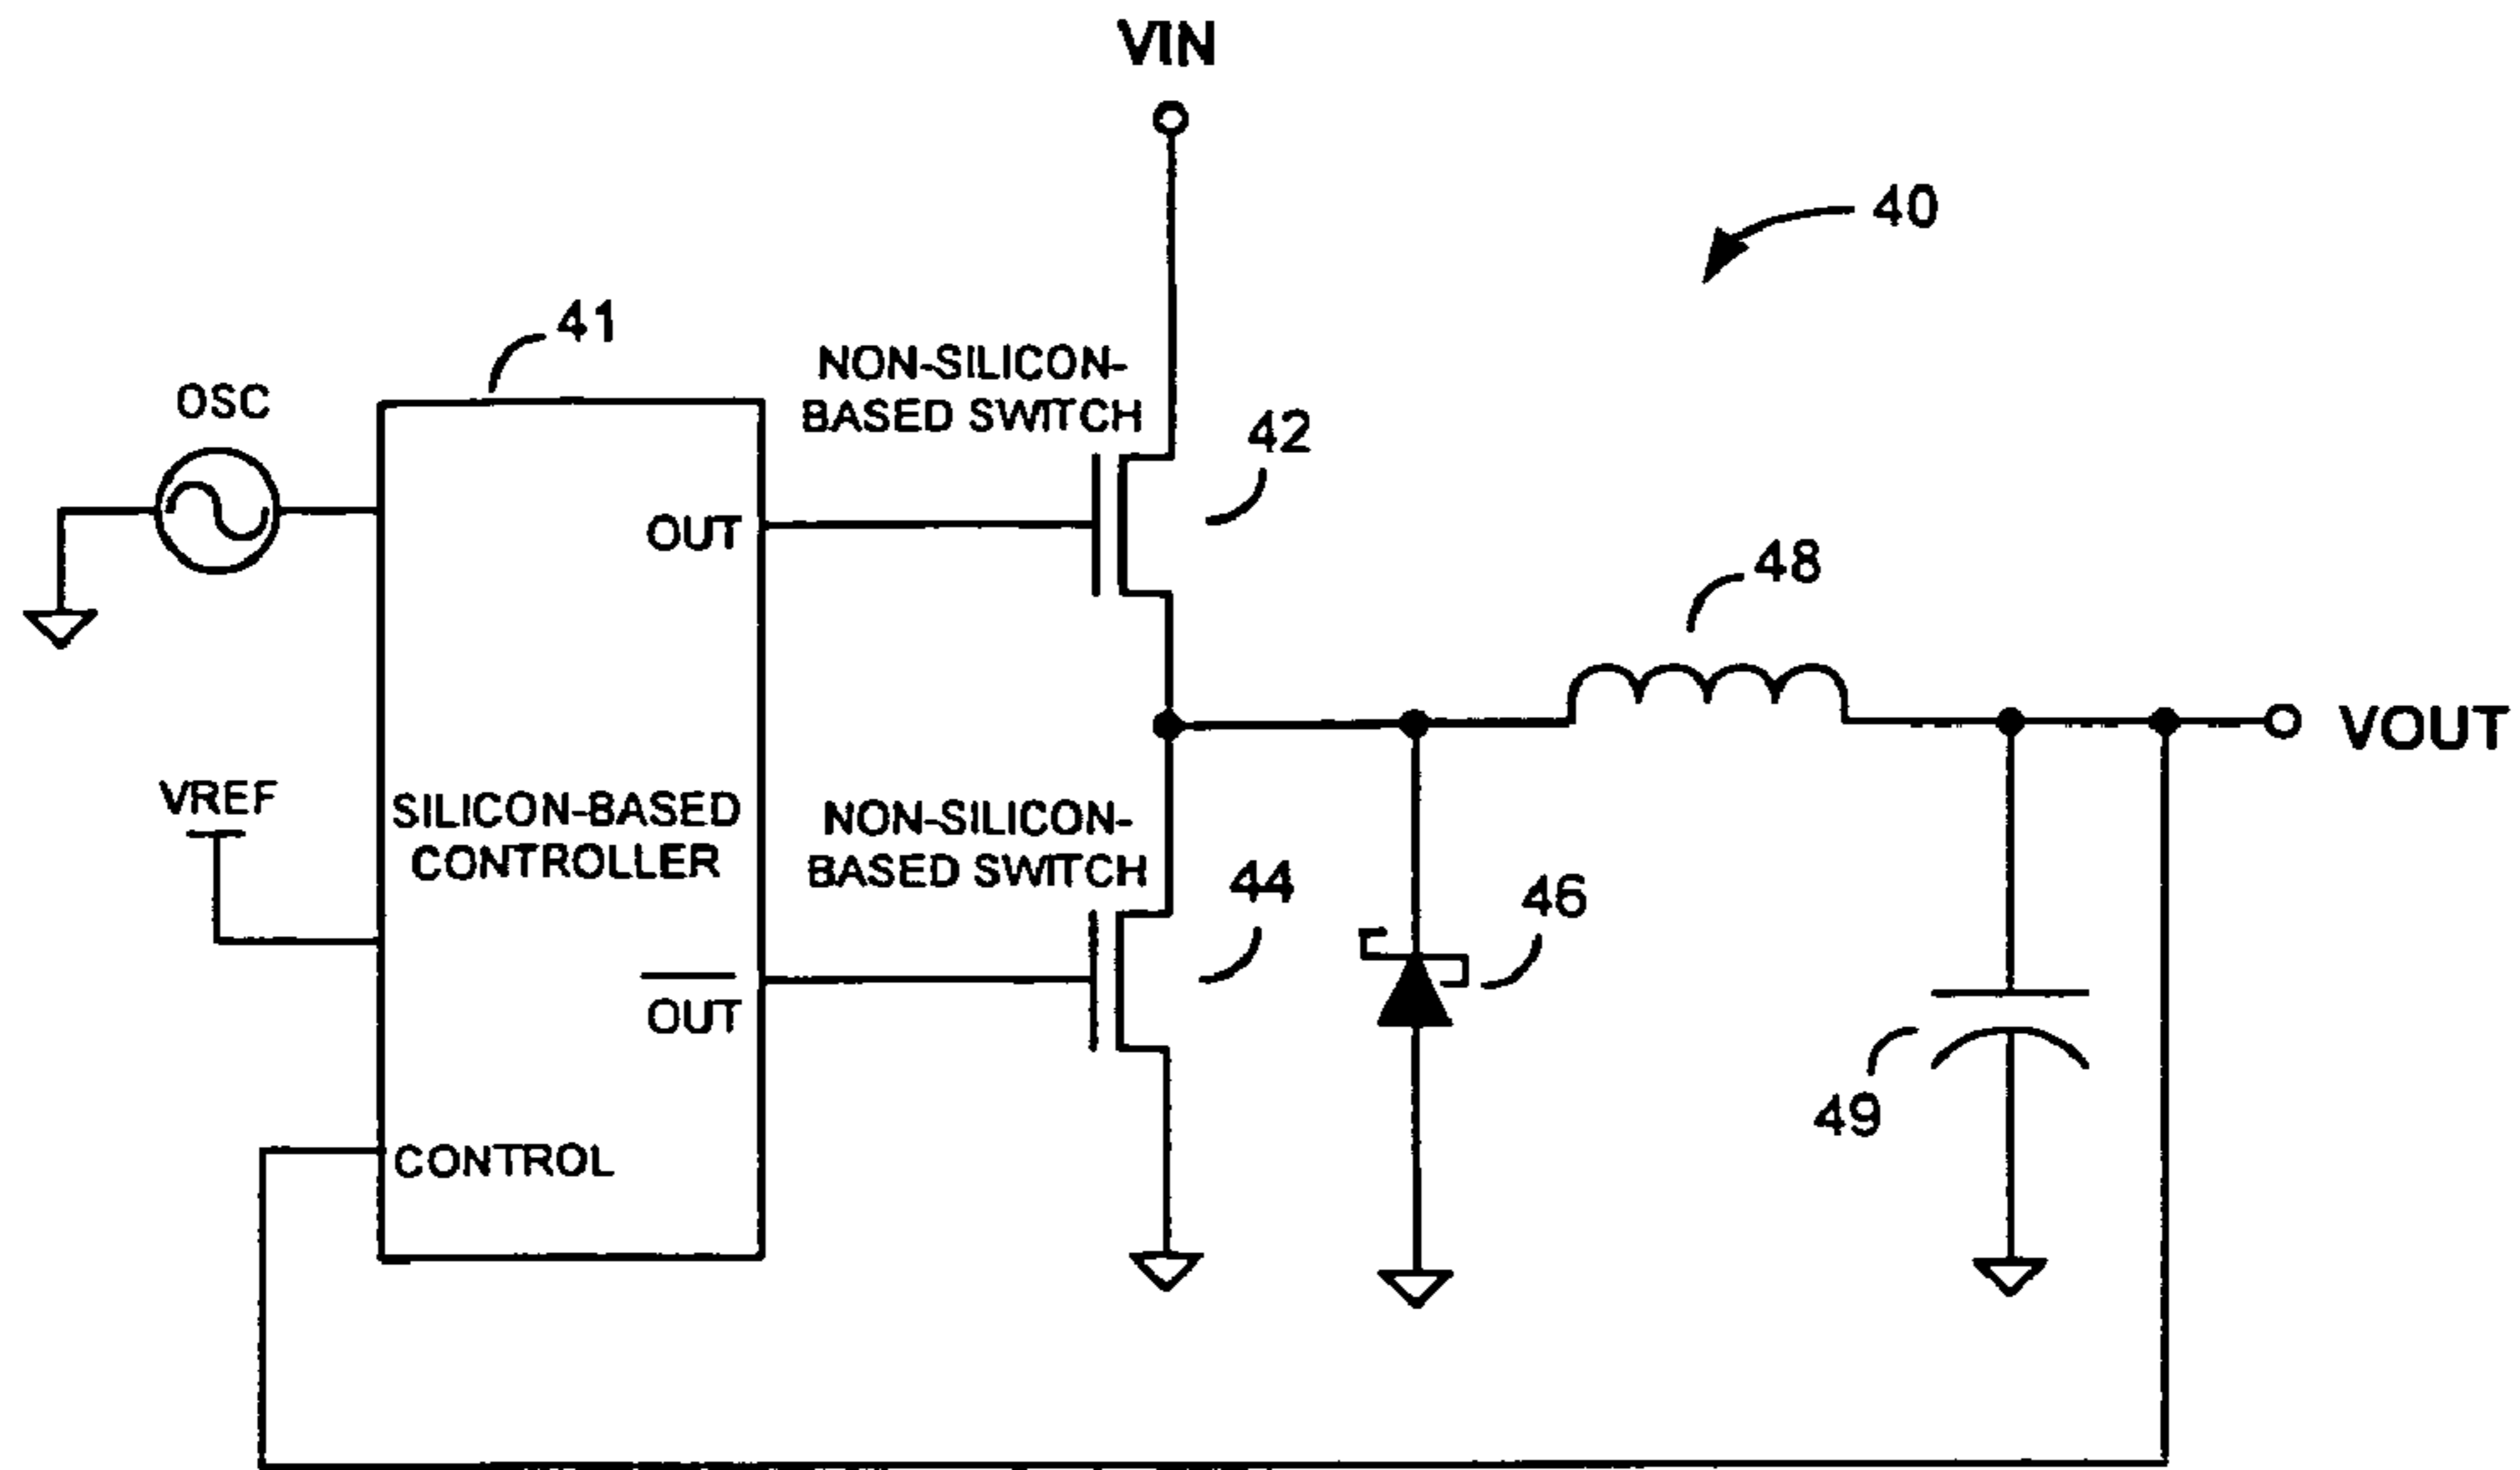 VIN
40
41
NON-SILICON-
BASED SWITCH
OSC
42
OUT
48
VOUT
VREF
SILICON-BASED
CONTROLLER
NON-SILICON-
BASED SWITCH
44
46
OUT
49
CONTROL